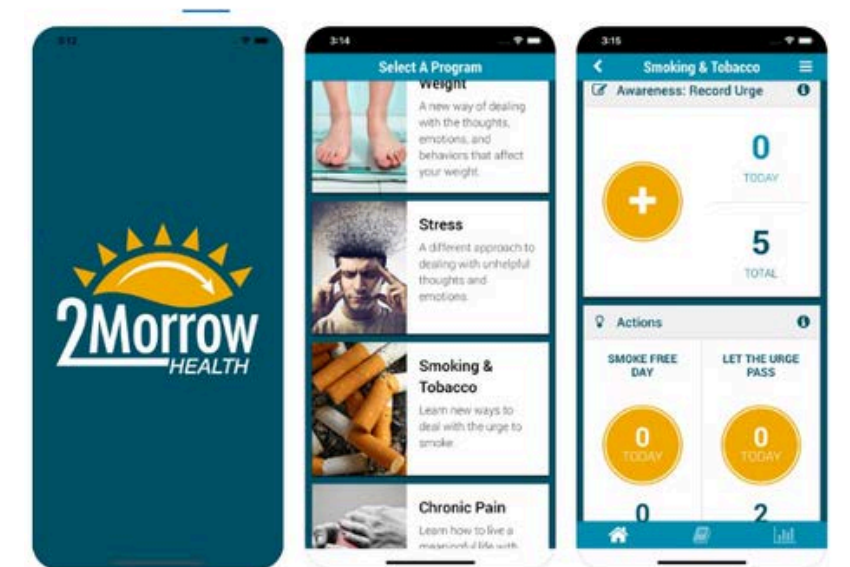 3:12
2Morrow
HEALTH
3:14
Select A Program
Weight
A new way of dealing
with the thoughts,
emotions, and
behaviors that affect
your weight.
Stress
A different approach to
dealing with unhelpful
thoughts and
emotions.
Smoking &
Tobacco
Learn new ways to
deal with the urge to
smoke.
Chronic Pain
Learn how to live a
meaningful life with
3:15
Smoking & Tobacco
Awareness: Record Urge
0
TODAY
5
TOTAL
Actions
SMOKE FREE
DAY
0
TODAY
0
LET THE URGE
PASS
0
TODAY
2